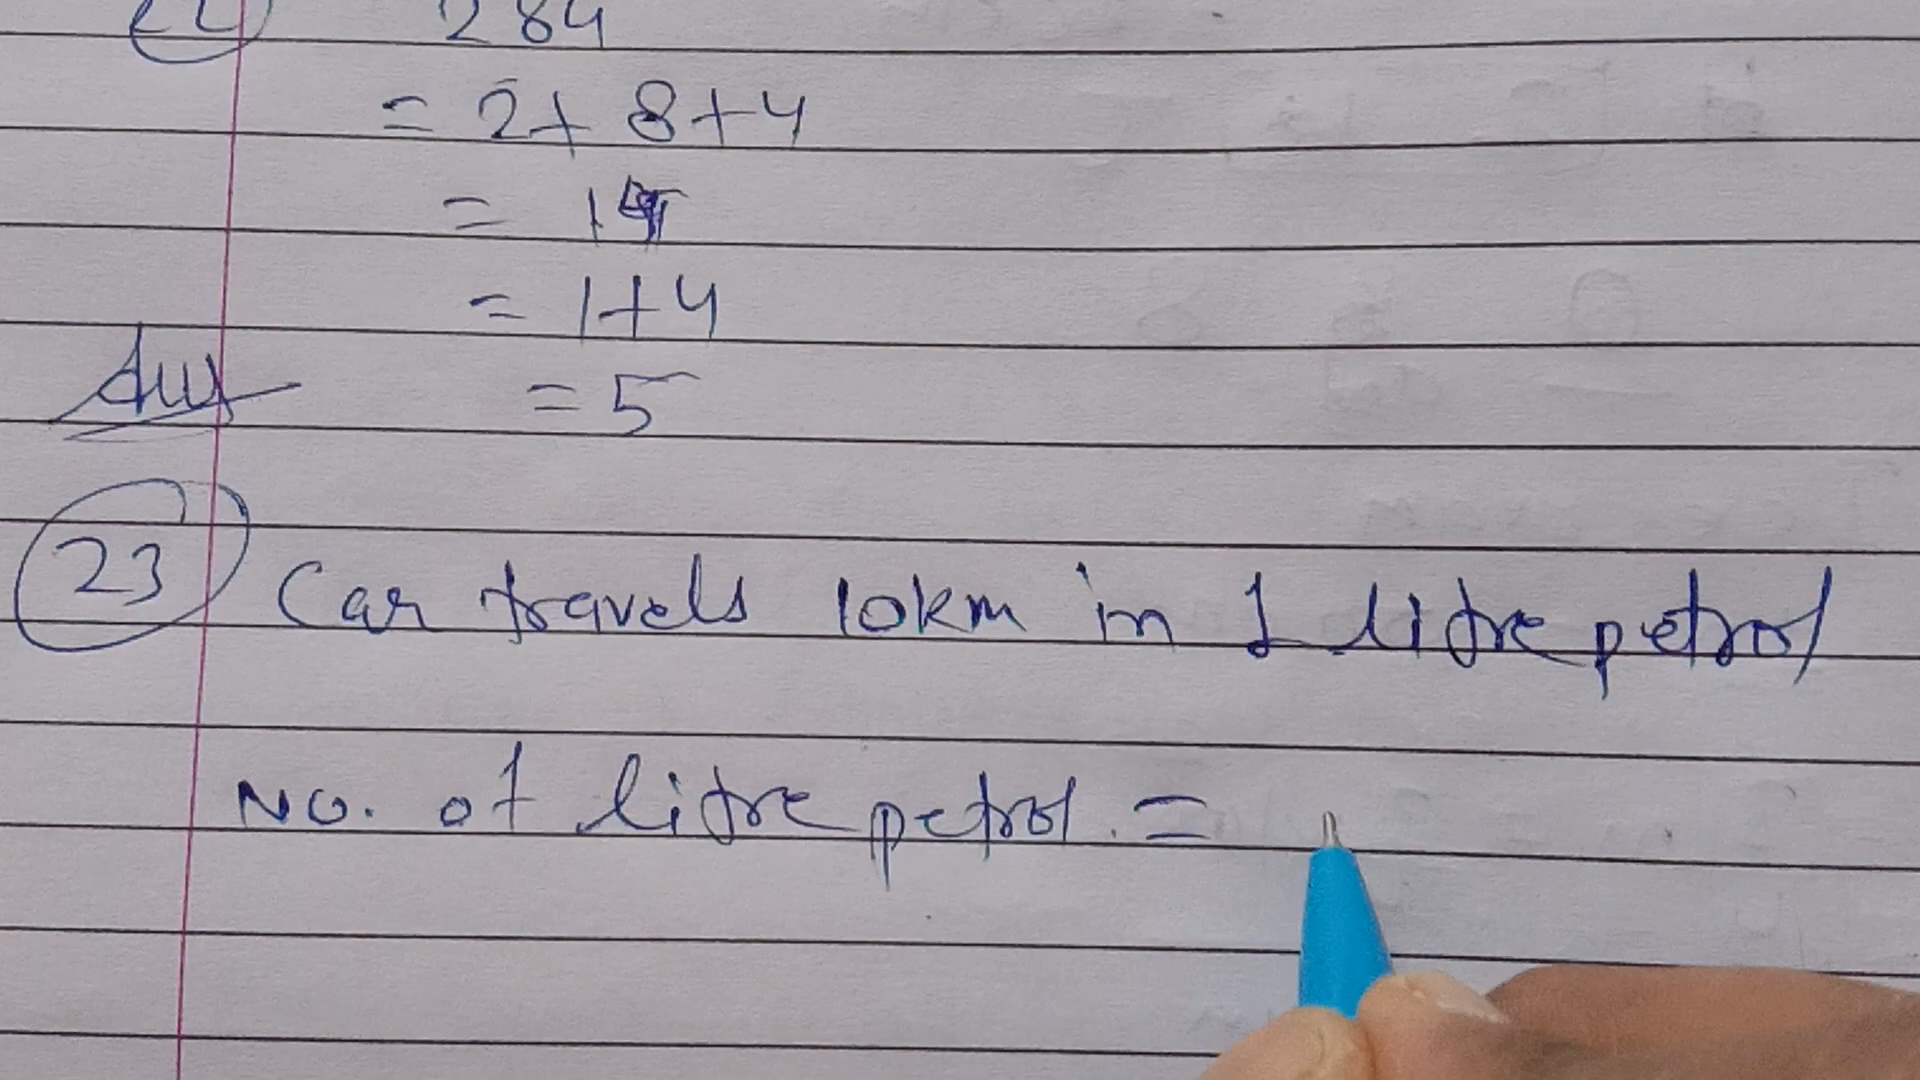 284
= 2+ 8+4
= 14
= 1+4
Ans = 5
23 Car travels 10km in 1 litre petrol
No. of litre petrol. =